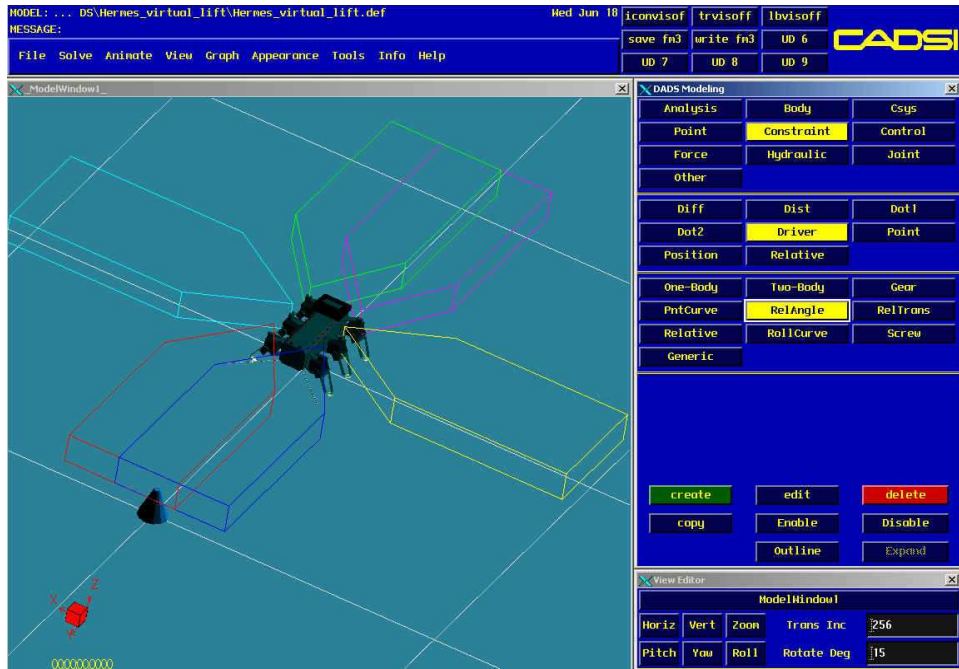 MODEL: ... DS\Hermes_virtual_lift\Hermes_virtual_lift.def Wed Jun 18
MESSAGE:
File Solve Animate View Graph Appearance Tools Info Help
iconvisof trvisoff lbvisoff
save fm3 write fm3 UD 6
UD 7 UD 8 UD 9
CADSI
_ModelWindow1_
X
Z
Y
0000000000
DADS Modeling
Analysis Body Csys
Point Constraint Control
Force Hydraulic Joint
Other
Diff Dist Dot1
Dot2 Driver Point
Position Relative
One-Body Two-Body Gear
PntCurve RelAngle RelTrans
Relative RollCurve Screw
Generic
create edit delete
copy Enable Disable
Outline Expand
View Editor
ModelWindow1
Horiz Vert Zoom Trans Inc 256
Pitch Yaw Roll Rotate Deg 15